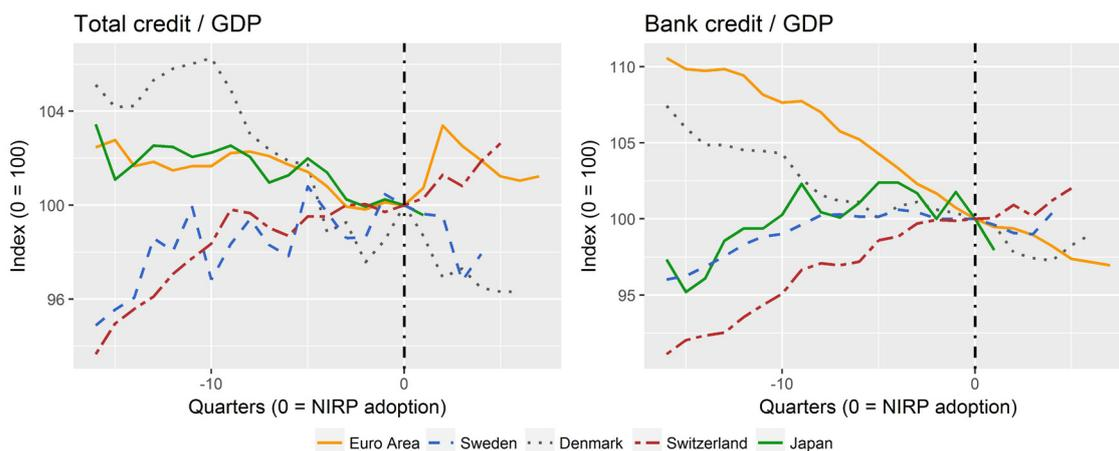 Total credit / GDP
Index (0 = 100)
104
100
96
-10
0
Quarters (0 = NIRP adoption)
Bank credit / GDP
Index (0 = 100)
110
105
100
95
-10
0
Quarters (0 = NIRP adoption)
Euro Area Sweden Denmark Switzerland Japan